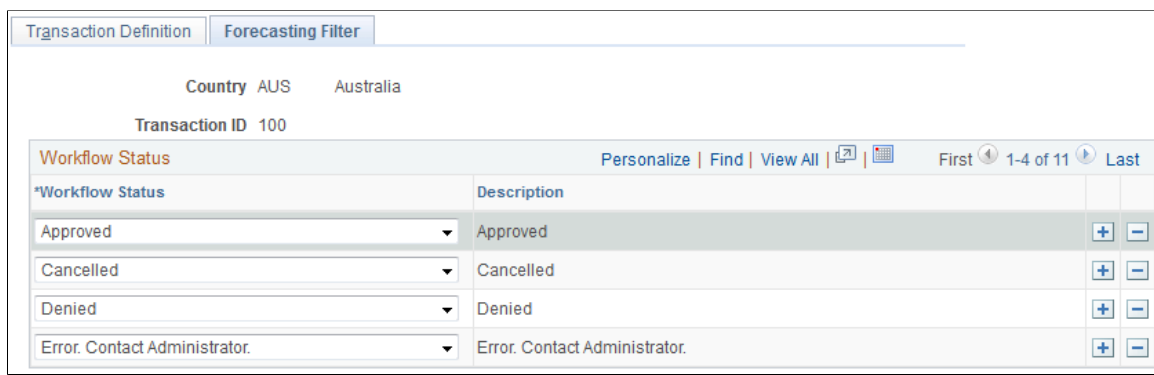 Transaction Definition Forecasting Filter
Country AUS Australia
Transaction ID 100
Workflow Status Personalize | Find | View All | | First 1-4 of 11 Last
*Workflow Status Description
Approved Approved
Cancelled Cancelled
Denied Denied
Error. Contact Administrator. Error. Contact Administrator.